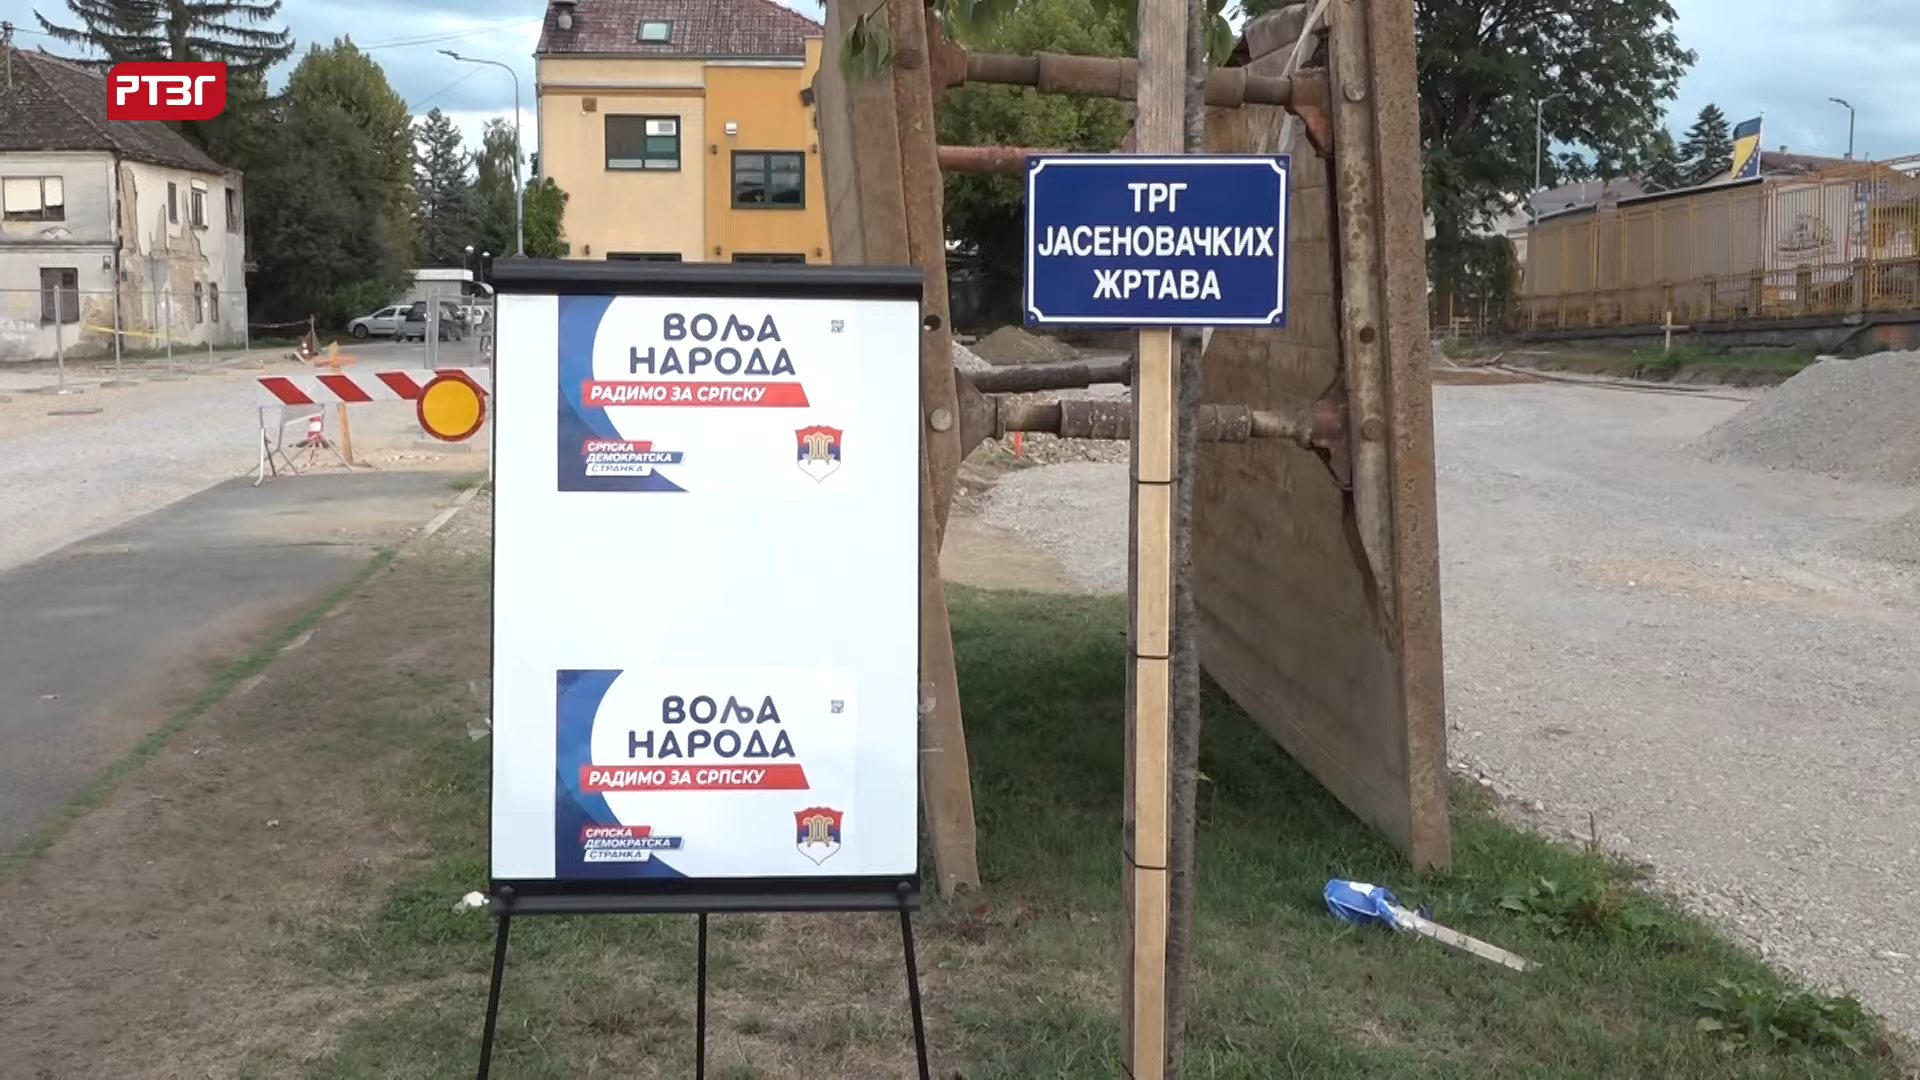 РТВГ
ТРГ
ЈАСЕНОВАЧКИХ
ЖРТАВА
ВОЉА
НАРОДА
РАДИМО ЗА СРПСКУ
СРПСКА
ДЕМОКРАТСКА
СТРАНКА
ВОЉА
НАРОДА
РАДИМО ЗА СРПСКУ
СРПСКА
ДЕМОКРАТСКА
СТРАНКА